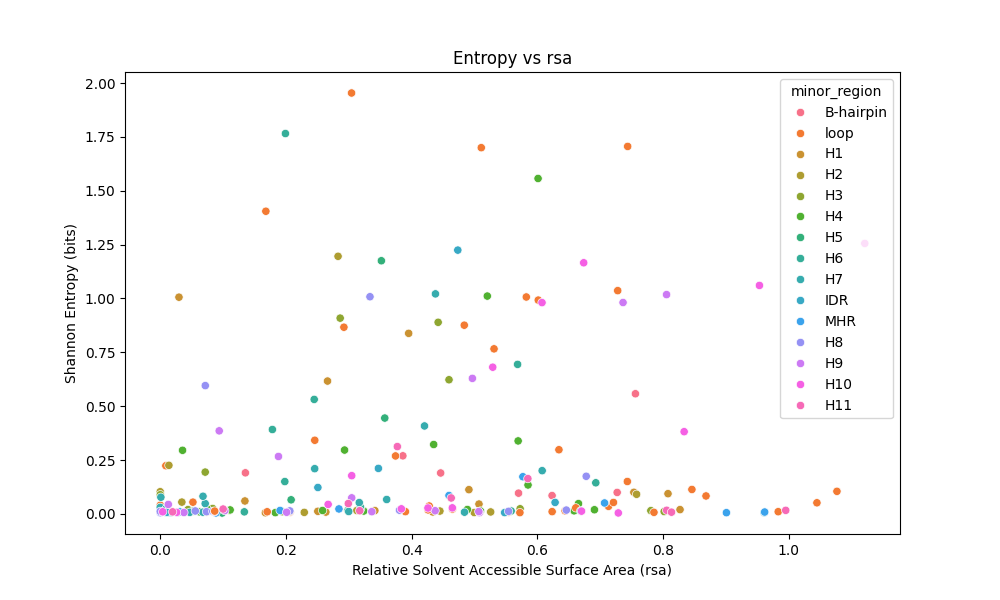 Entropy vs rsa
2.00
1.75
1.50
1.25
1.00
0.75
0.50
0.25
0.00
Shannon Entropy (bits)
0.0 0.2 0.4 0.6 0.8 1.0
Relative Solvent Accessible Surface Area (rsa)
minor_region
B-hairpin
loop
H1
H2
H3
H4
H5
H6
H7
IDR
MHR
H8
H9
H10
H11